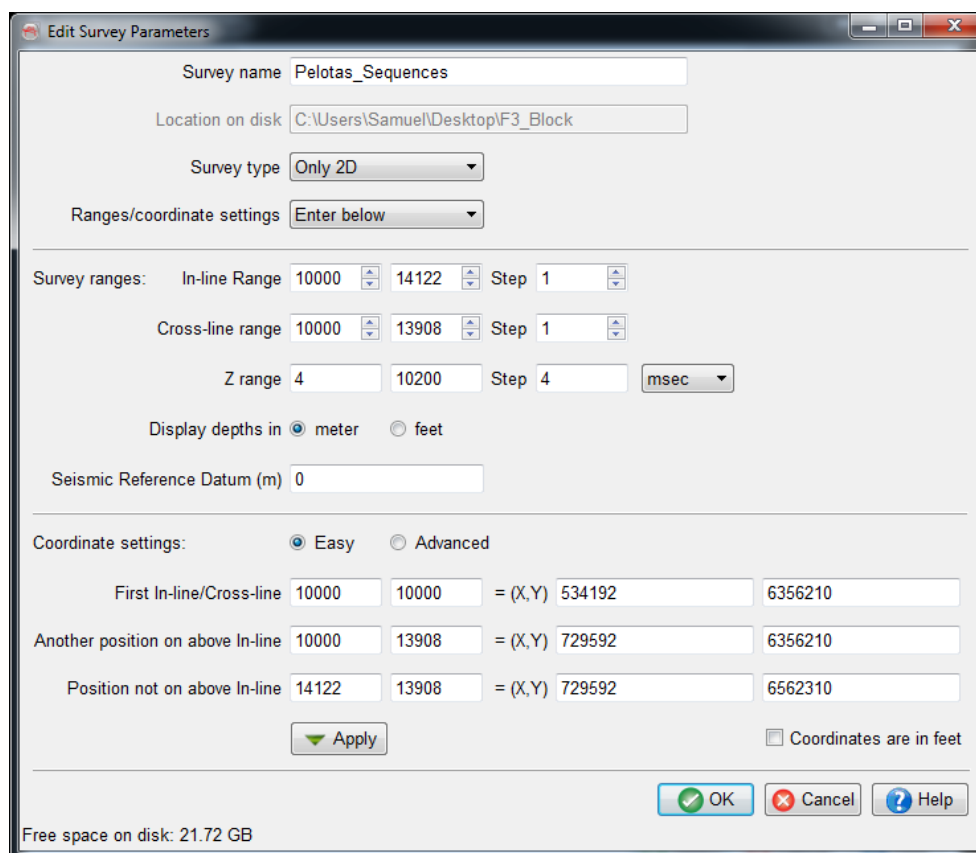 Edit Survey Parameters
Survey name Pelotas_Sequences
Location on disk C:\Users\Samuel\Desktop\F3_Block
Survey type Only 2D
Ranges/coordinate settings Enter below
Survey ranges: In-line Range 10000 14122 Step 1
Cross-line range 10000 13908 Step 1
Z range 4 10200 Step 4 msec
Display depths in meter feet
Seismic Reference Datum (m) 0
Coordinate settings: Easy Advanced
First In-line/Cross-line 10000 10000 = (X,Y) 534192 6356210
Another position on above In-line 10000 13908 = (X,Y) 729592 6356210
Position not on above In-line 14122 13908 = (X,Y) 729592 6562310
Apply Coordinates are in feet
OK Cancel Help
Free space on disk: 21.72 GB